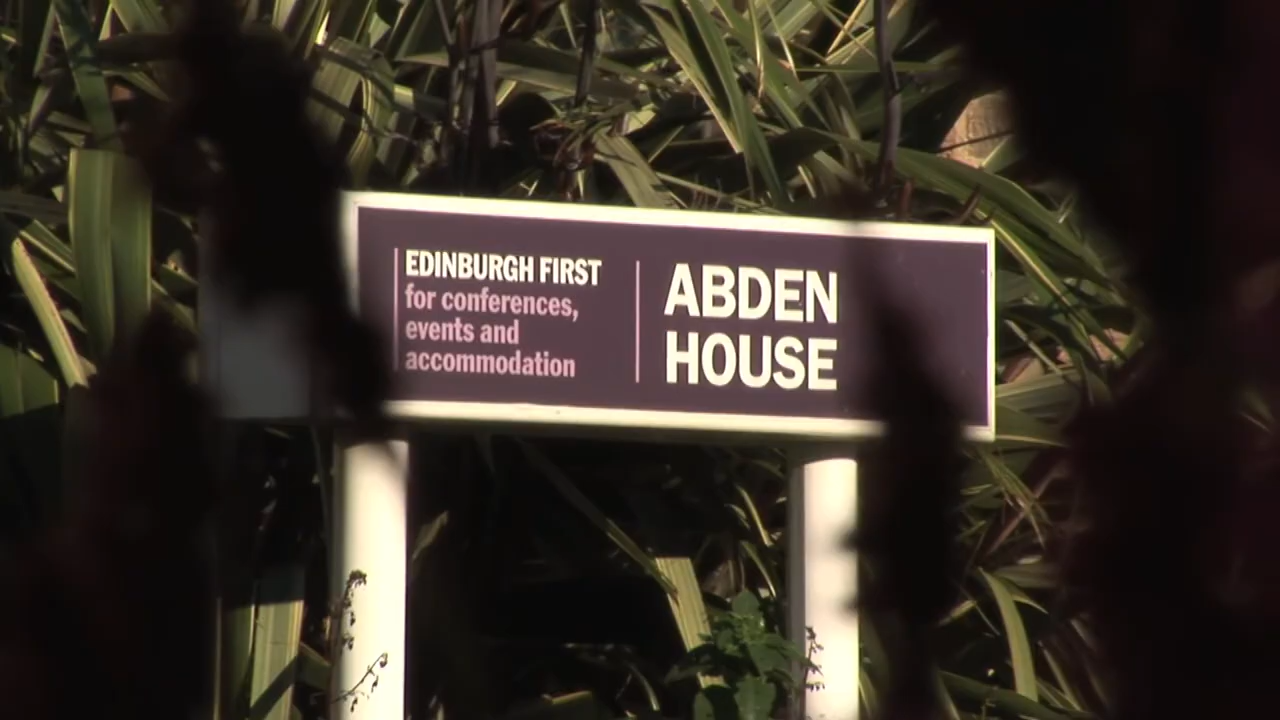 EDINBURGH FIRST
for conferences,
events and
accommodation
ABDEN
HOUSE